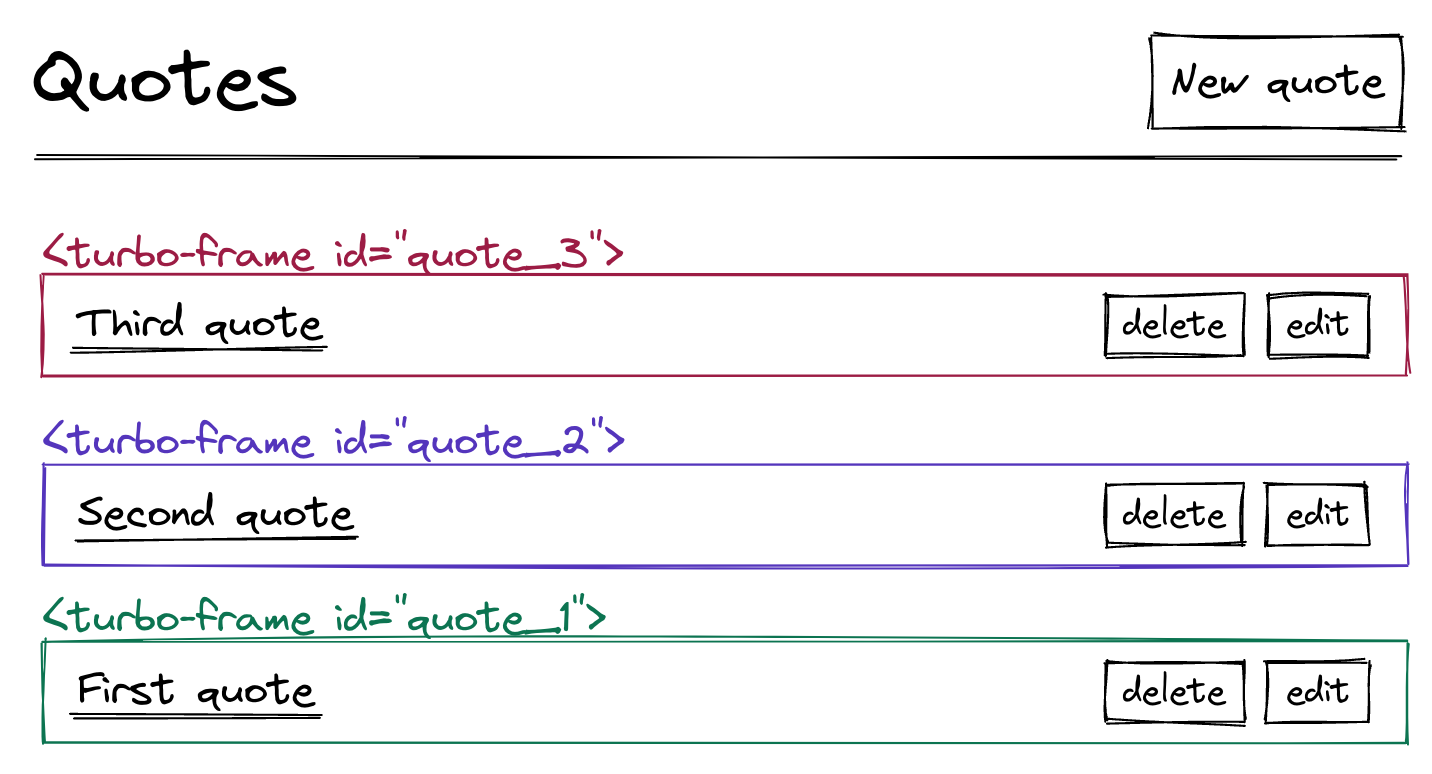 Quotes
New quote
<turbo-frame id="quote_3">
Third quote delete edit
<turbo-frame id="quote_2">
Second quote delete edit
<turbo-frame id="quote_1">
First quote delete edit